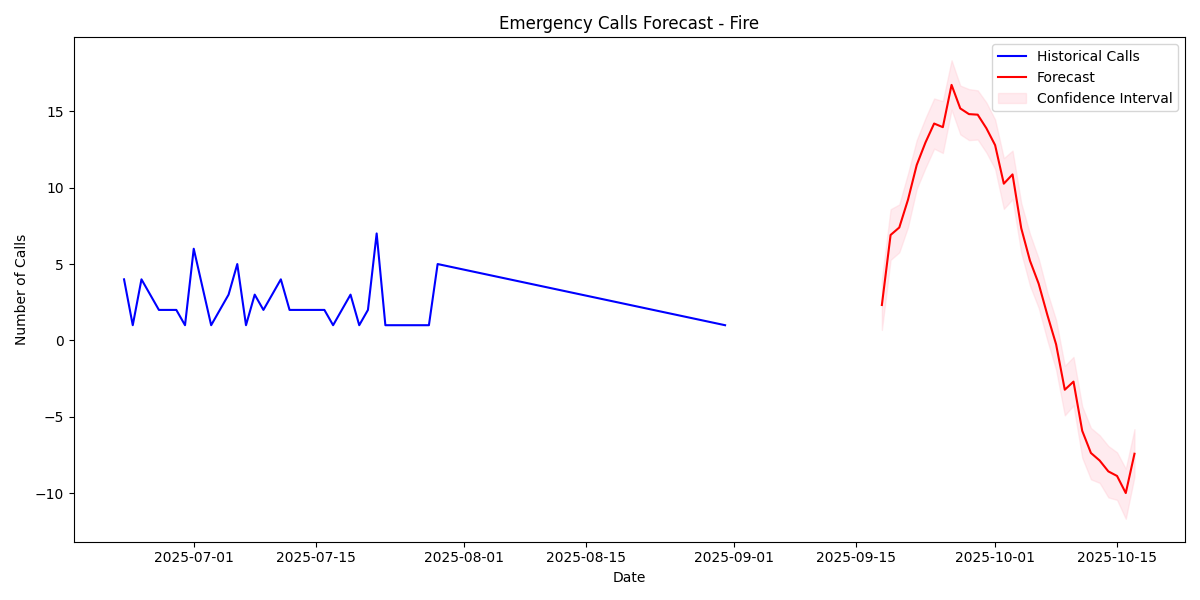 Emergency Calls Forecast - Fire
Historical Calls
Forecast
Confidence Interval
Number of Calls
15
10
5
0
−5
−10
2025-07-01
2025-07-15
2025-08-01
2025-08-15
2025-09-01
2025-09-15
2025-10-01
2025-10-15
Date